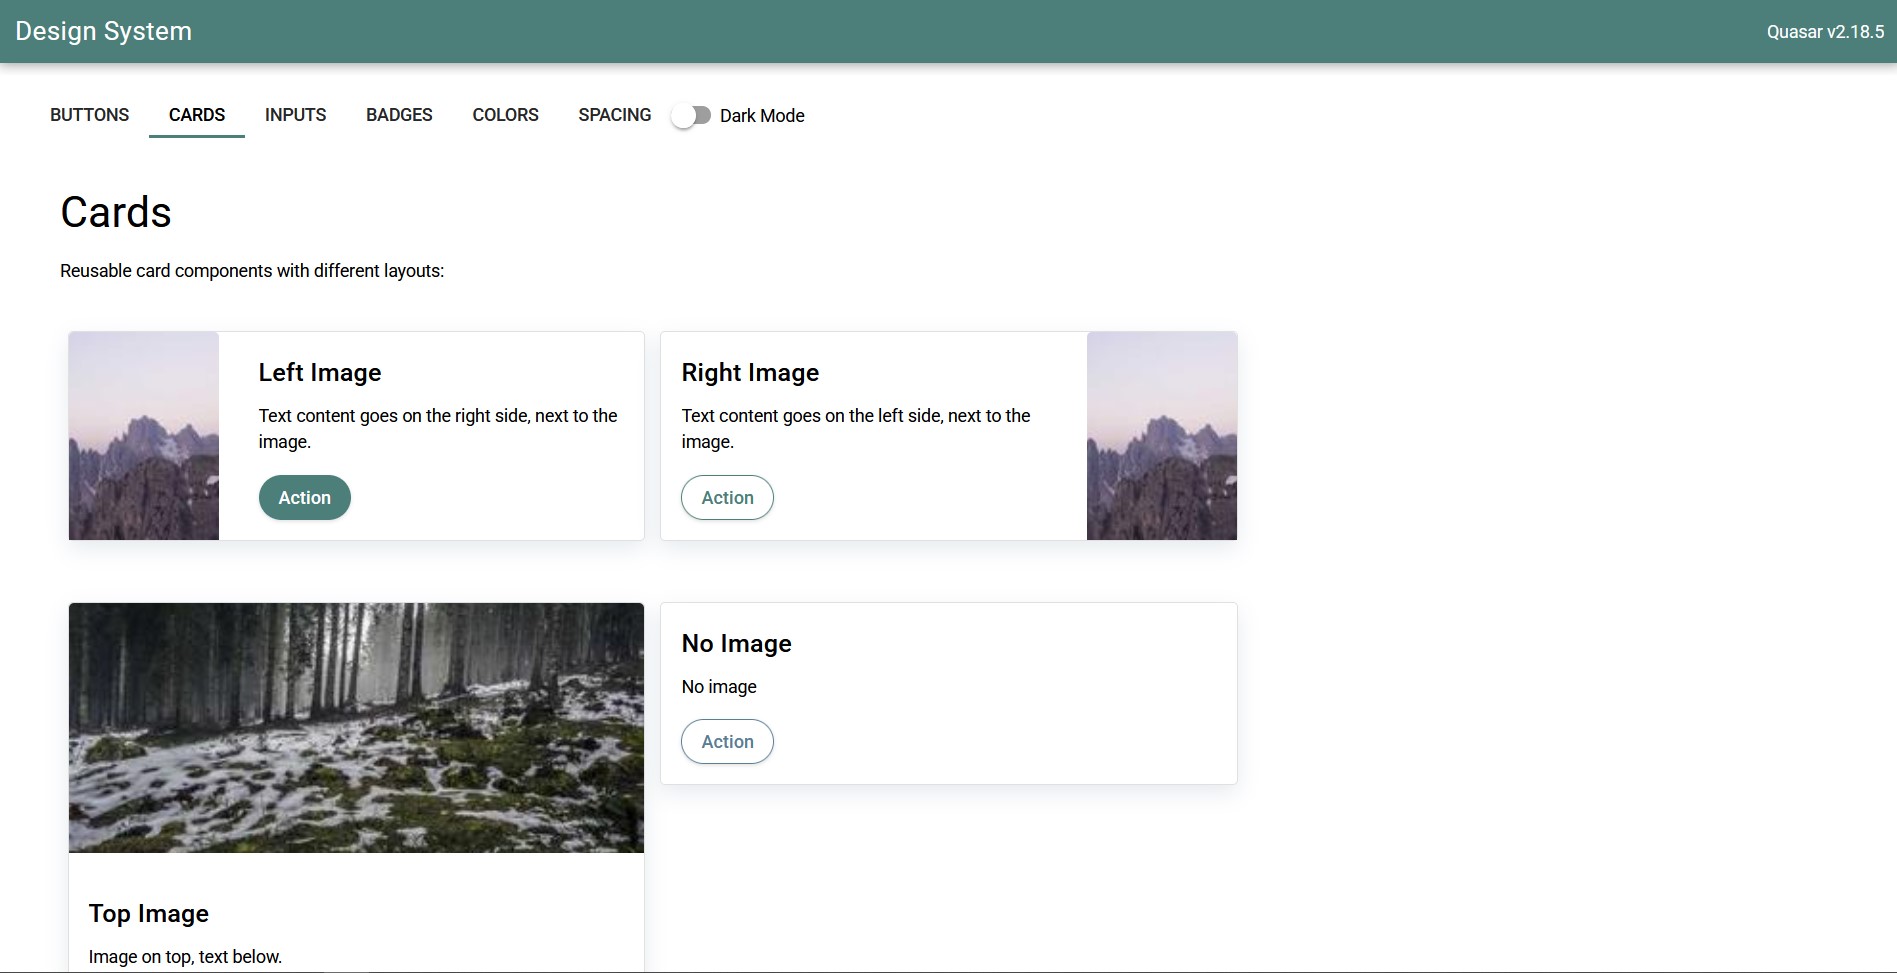 Design System
Quasar v2.18.5
BUTTONS
CARDS
INPUTS
BADGES
COLORS
SPACING
Dark Mode
Cards
Reusable card components with different layouts:
Left Image
Text content goes on the right side, next to the
image.
Action
Right Image
Text content goes on the left side, next to the
image.
Action
No Image
No image
Action
Top Image
Image on top, text below.